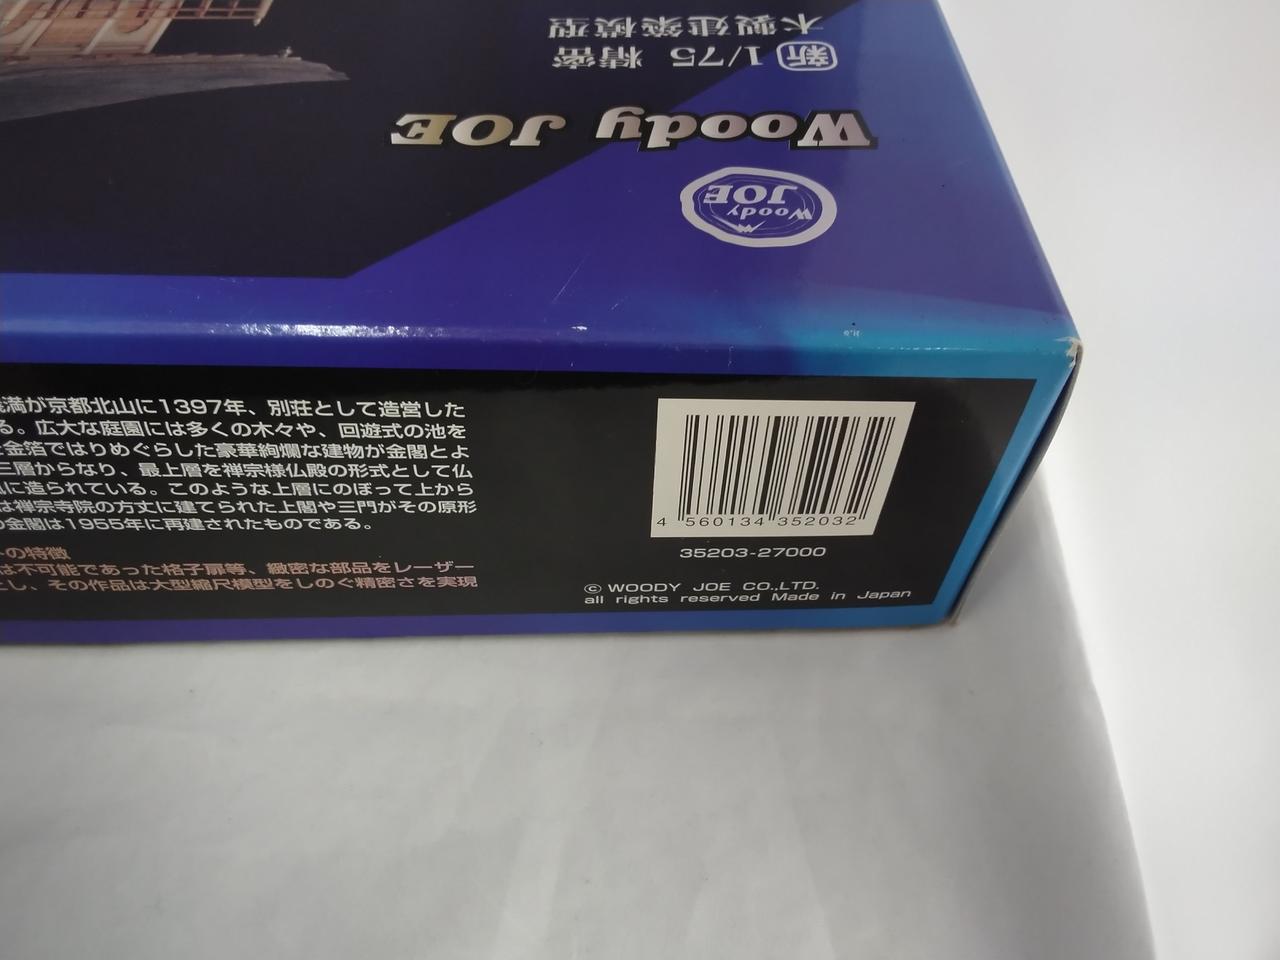 木製建築模型
新 1/75 精密
Woody JOE
Woody
JOE
満が京都北山に1397年、別荘として造営した
る。広大な庭園には多くの木々や、回遊式の池を
金箔ではりめぐらした豪華絢爛な建物が金閣とよ
三層からなり、最上層を禅宗様仏殿の形式として仏
に造られている。このような上層にのぼって上から
は禅宗寺院の方丈に建てられた上閣や三門がその原形
金閣は1955年に再建されたものである。
の特徴
は不可能であった格子扉等、緻密な部品をレーザー
とし、その作品は大型縮尺模型をしのぐ精密さを実現
4 560134 352032
35203-27000
© WOODY JOE CO.,LTD.
all rights reserved Made in Japan